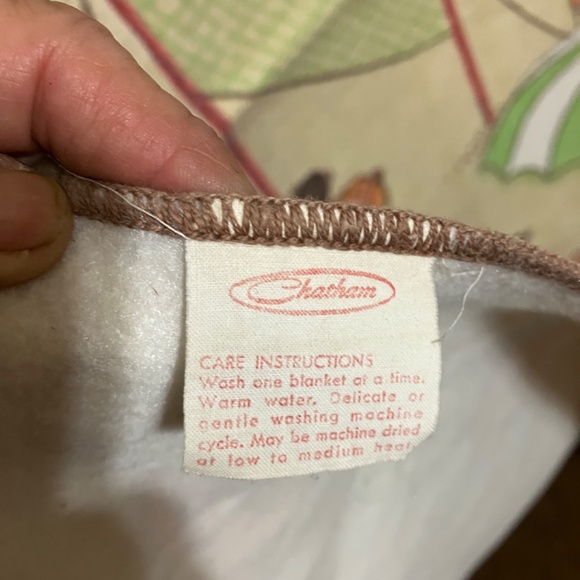 Chatham
CARE INSTRUCTIONS
Wash one blanket at a time.
Warm water. Delicate or
gentle washing machine
cycle. May be machine dried
at low to medium heat.